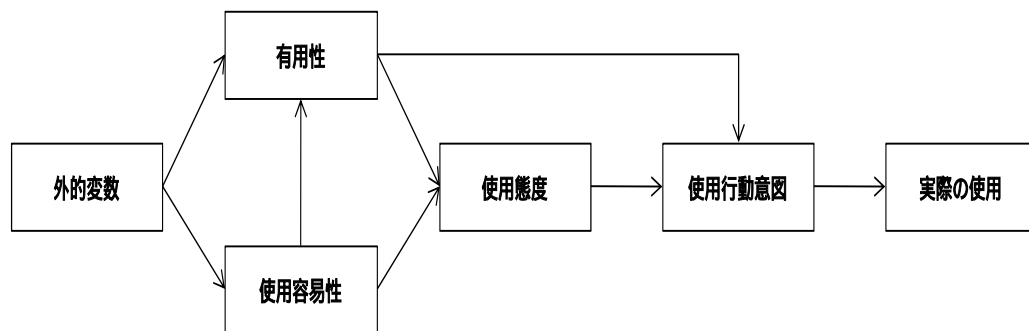 有用性
外的変数
使用態度
使用行動意図
実際の使用
使用容易性